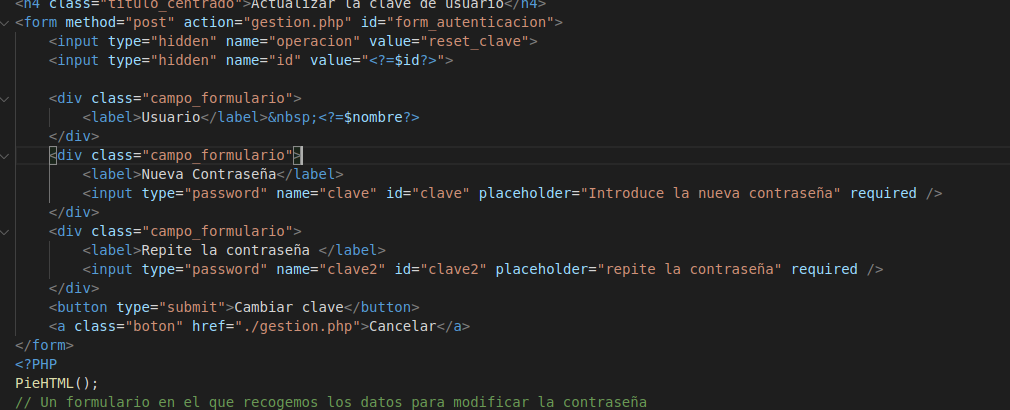 <h4 class="titulo_centrado">Actualizar la clave de usuario</h4>
<form method="post" action="gestion.php" id="form_autenticacion">
    <input type="hidden" name="operacion" value="reset_clave">
    <input type="hidden" name="id" value="<?=$id?>">

    <div class="campo_formulario">
        <label>Usuario</label>&nbsp;<?=$nombre?>
    </div>
    <div class="campo_formulario">
        <label>Nueva Contraseña</label>
        <input type="password" name="clave" id="clave" placeholder="Introduce la nueva contraseña" required />
    </div>
    <div class="campo_formulario">
        <label>Repite la contraseña </label>
        <input type="password" name="clave2" id="clave2" placeholder="repite la contraseña" required />
    </div>
    <button type="submit">Cambiar clave</button>
    <a class="boton" href="./gestion.php">Cancelar</a>
</form>
<?PHP
PieHTML();
// Un formulario en el que recogemos los datos para modificar la contraseña